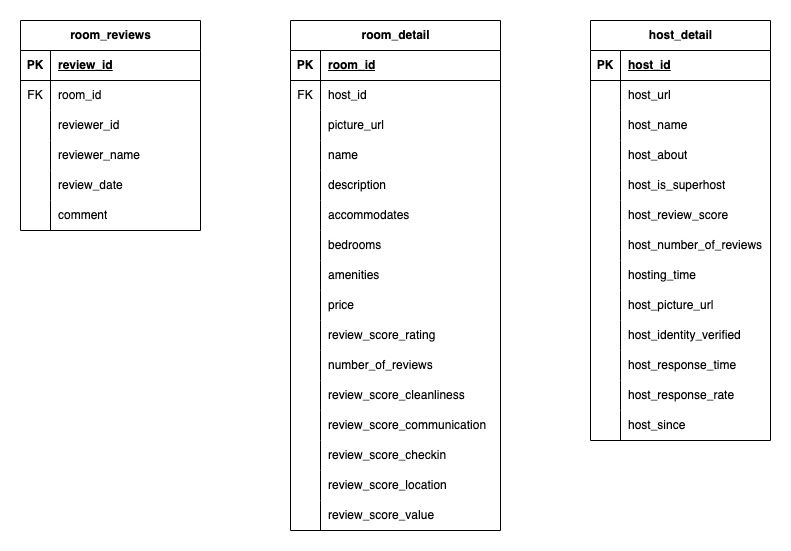 room_reviews
PK review_id
FK room_id
reviewer_id
reviewer_name
review_date
comment
room_detail
PK room_id
FK host_id
picture_url
name
description
accommodates
bedrooms
amenities
price
review_score_rating
number_of_reviews
review_score_cleanliness
review_score_communication
review_score_checkin
review_score_location
review_score_value
host_detail
PK host_id
host_url
host_name
host_about
host_is_superhost
host_review_score
host_number_of_reviews
hosting_time
host_picture_url
host_identity_verified
host_response_time
host_response_rate
host_since